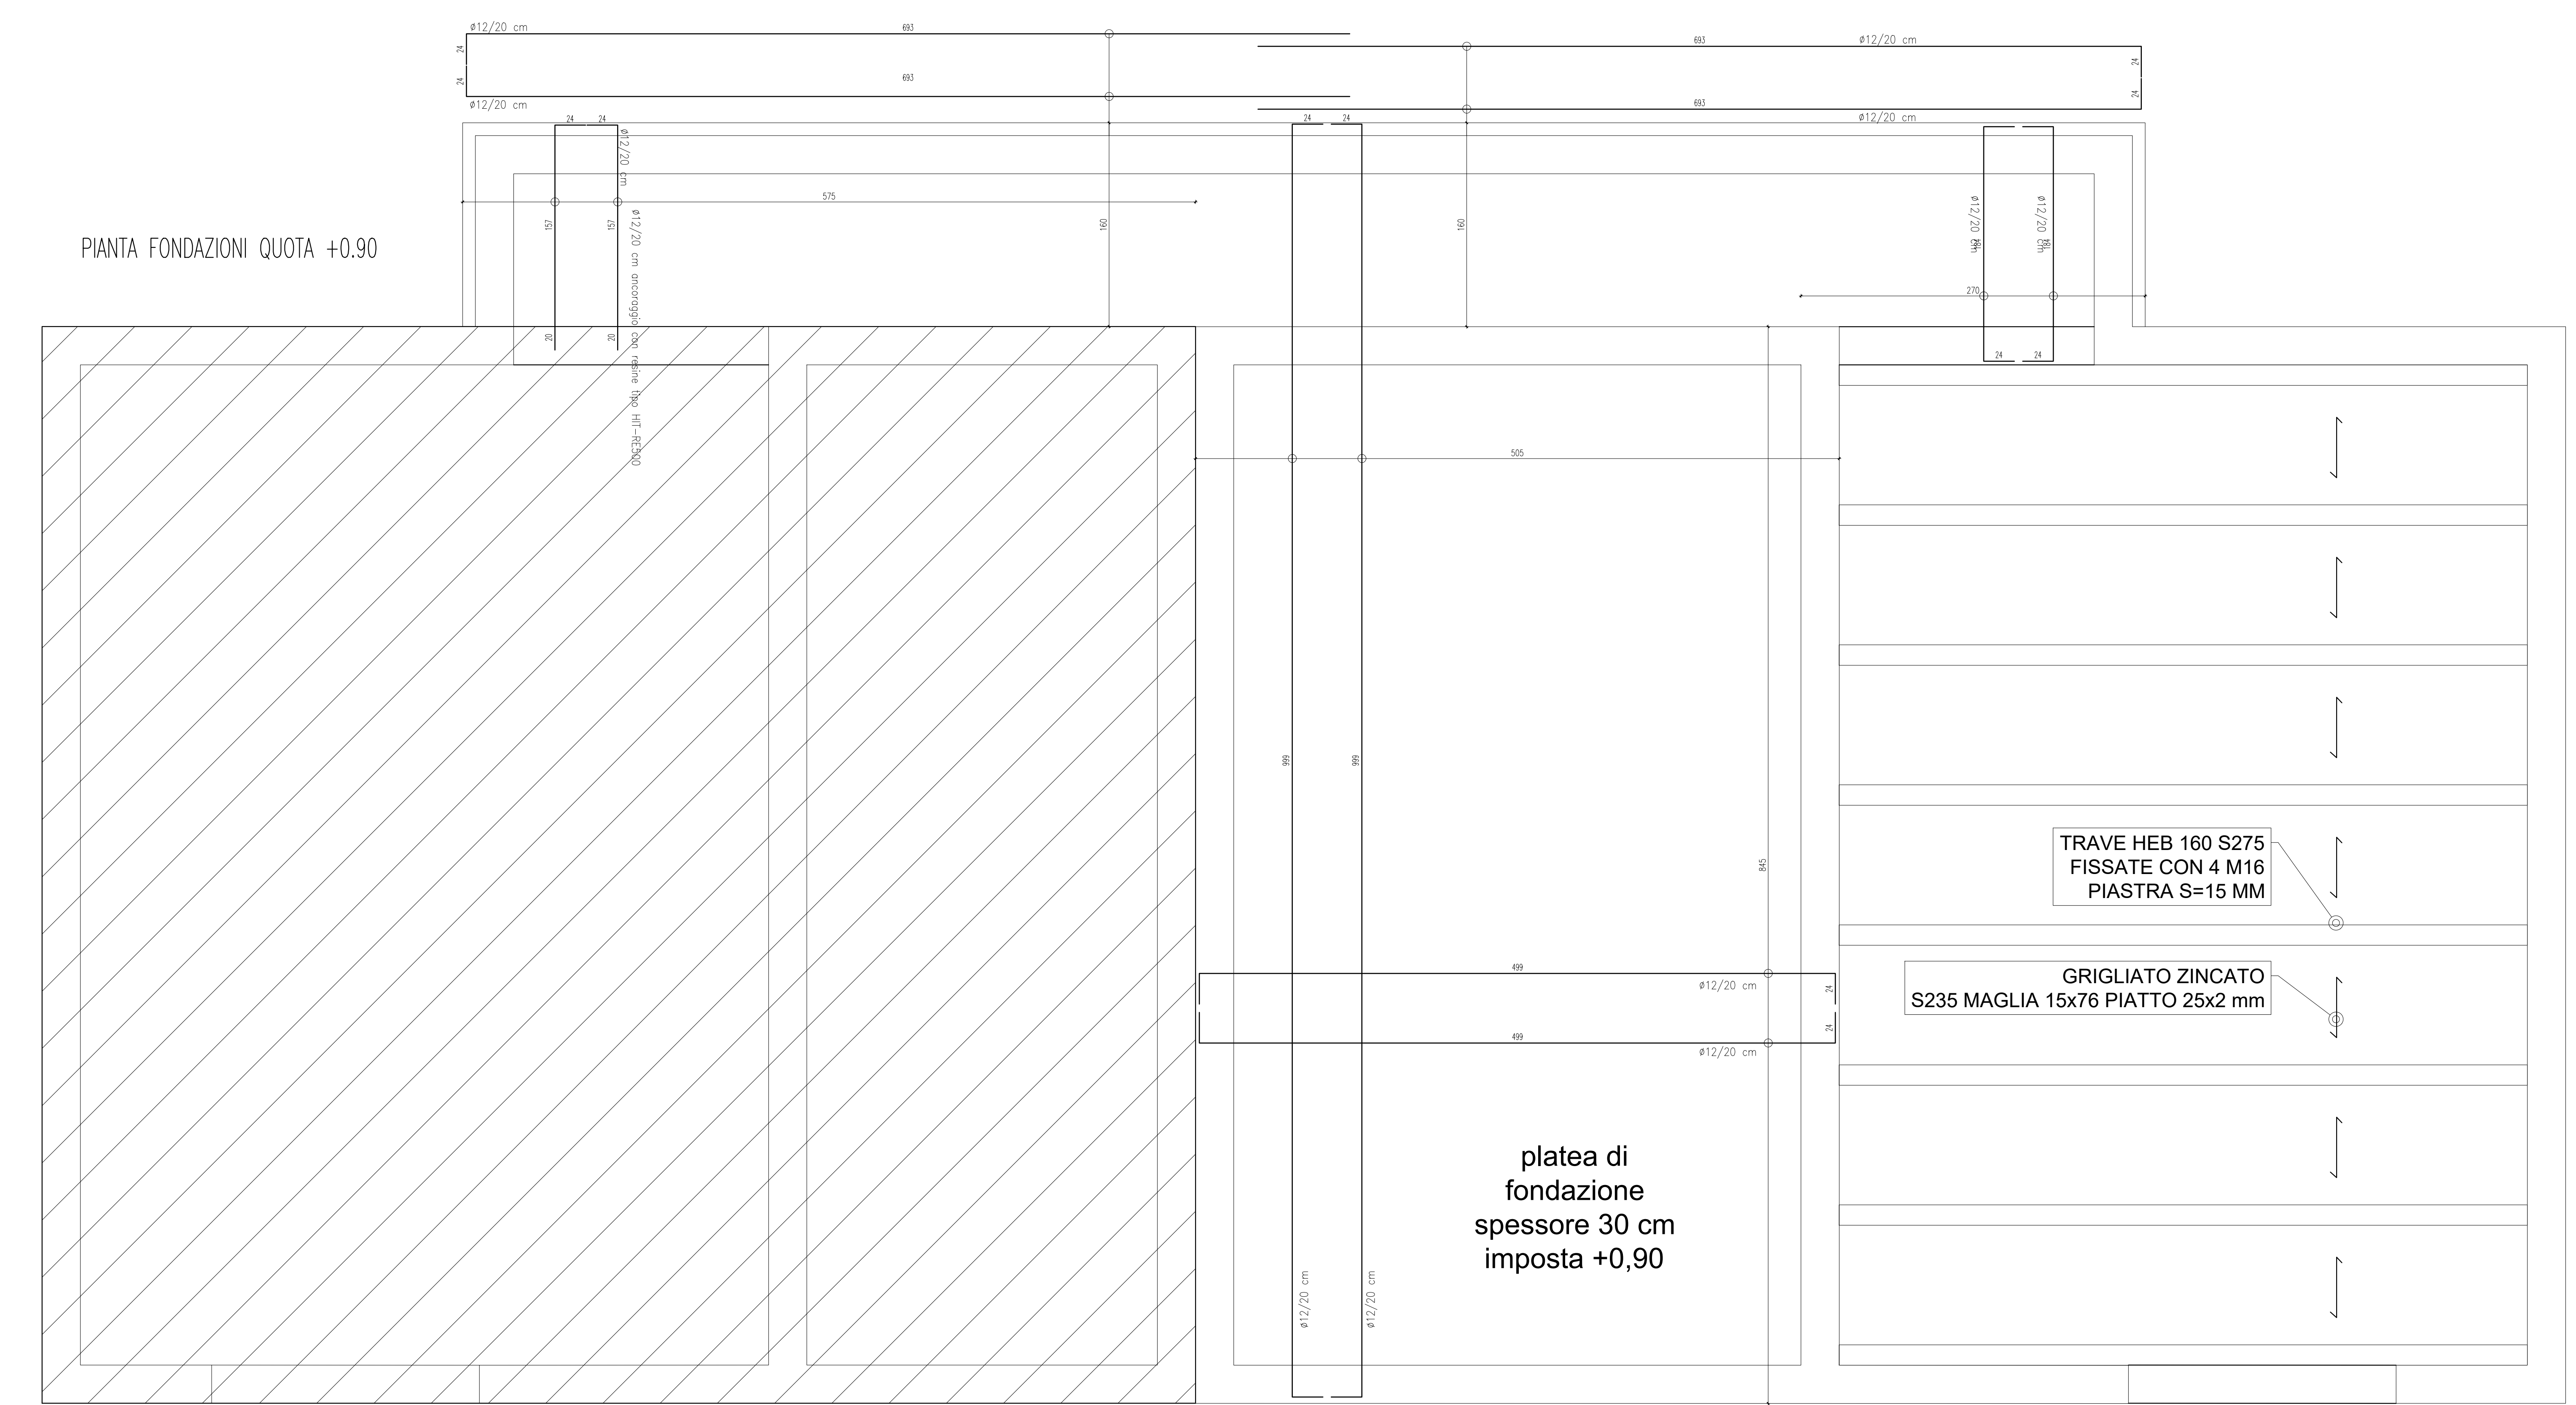 ø12/20 cm
693
24
24
693
ø12/20 cm
693
ø12/20 cm
24
24
693
ø12/20 cm
24
24
ø12/20 cm
157
157
20
20
ø12/20 cm ancoraggio con resine tipo HIT-RE500
575
160
24
24
160
ø12/20 cm
184
ø12/20 cm
184
270
24
24
PIANTA FONDAZIONI QUOTA +0.90
505
999
999
845
TRAVE HEB 160 S275
FISSATE CON 4 M16
PIASTRA S=15 MM
499
ø12/20 cm
24
24
499
ø12/20 cm
GRIGLIATO ZINCATO
S235 MAGLIA 15x76 PIATTO 25x2 mm
platea di
fondazione
spessore 30 cm
imposta +0,90
ø12/20 cm
ø12/20 cm